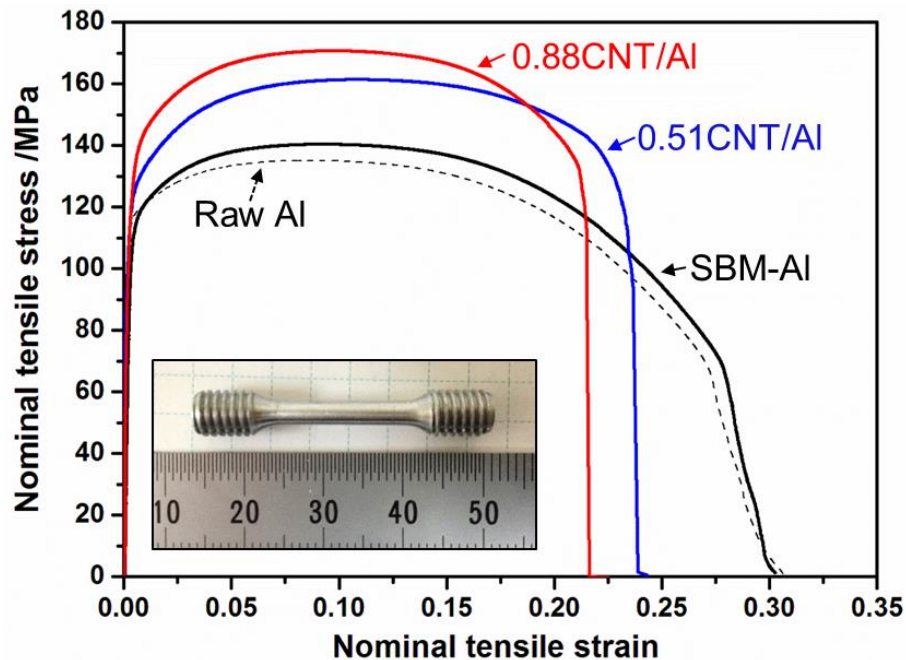 180
160
140
120
100
80
60
40
20
0
Nominal tensile stress /MPa
0.88CNT/Al
0.51CNT/Al
Raw Al
SBM-Al
10 20 30 40 50
0.00 0.05 0.10 0.15 0.20 0.25 0.30 0.35
Nominal tensile strain